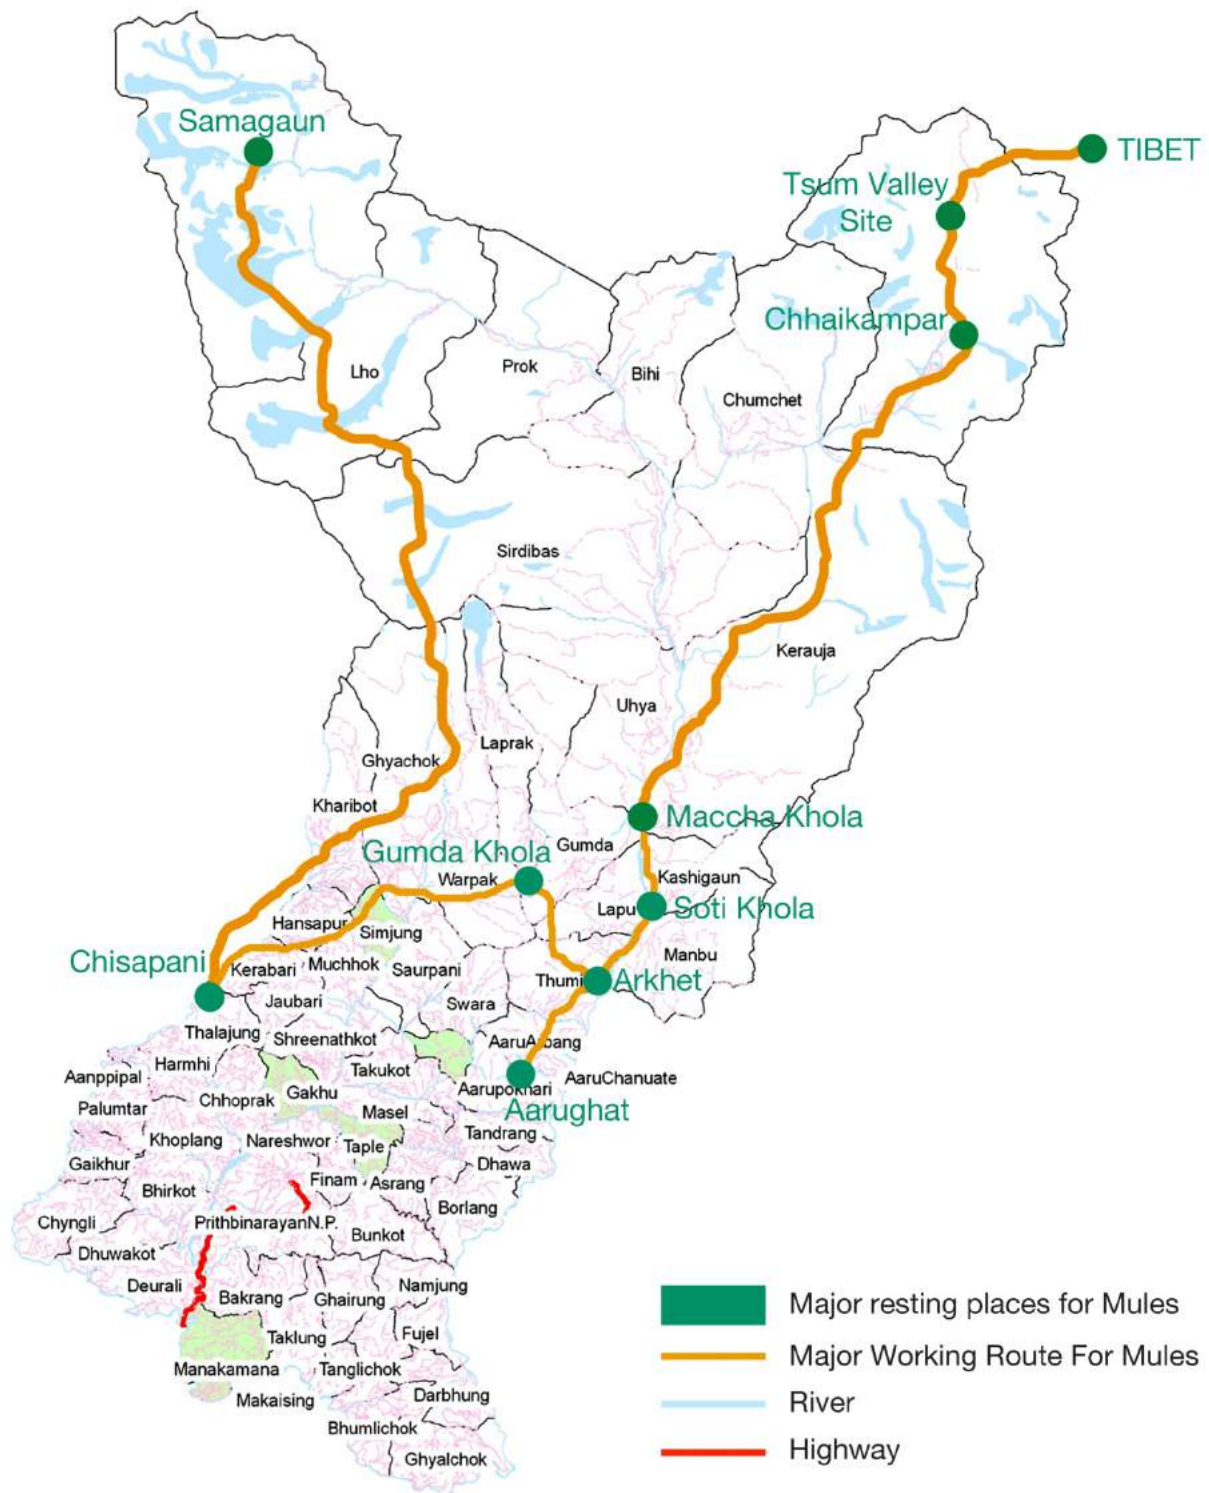 Samagaun
TIBET
Tsum Valley
Site
Chhaikampar
Lho
Prok
Bihi
Chumchet
Sirdibas
Kerauja
Uhya
Laprak
Ghyachok
Kharibot
Maccha Khola
Gumda
Gumda Khola
Warpak
Kashigaun
Lapu
Soti Khola
Hansapur
Simjung
Manbu
Chisapani
Kerabari
Muchhok
Saurpani
Thumi
Arkhet
Jaubari
Swara
Thalajung
Shreenathkot
AaruArbang
Harmhi
Takukot
Aanppipal
AaruChanuate
Aarupokhari
Gakhu
Chhoprak
Palumtar
Masel
Aarughat
Khoplang
Nareshwor
Taple
Tandrang
Gaikhur
Dhawa
Finam
Asrang
Bhirkot
Borlang
Chyngli
PrithbinarayanN.P.
Bunkot
Dhuwakot
Deurali
Bakrang
Ghairung
Namjung
Taklung
Fujel
Manakamana
Tanglichok
Makaising
Darbhung
Bhumlichok
Ghyalchok
Major resting places for Mules
Major Working Route For Mules
River
Highway